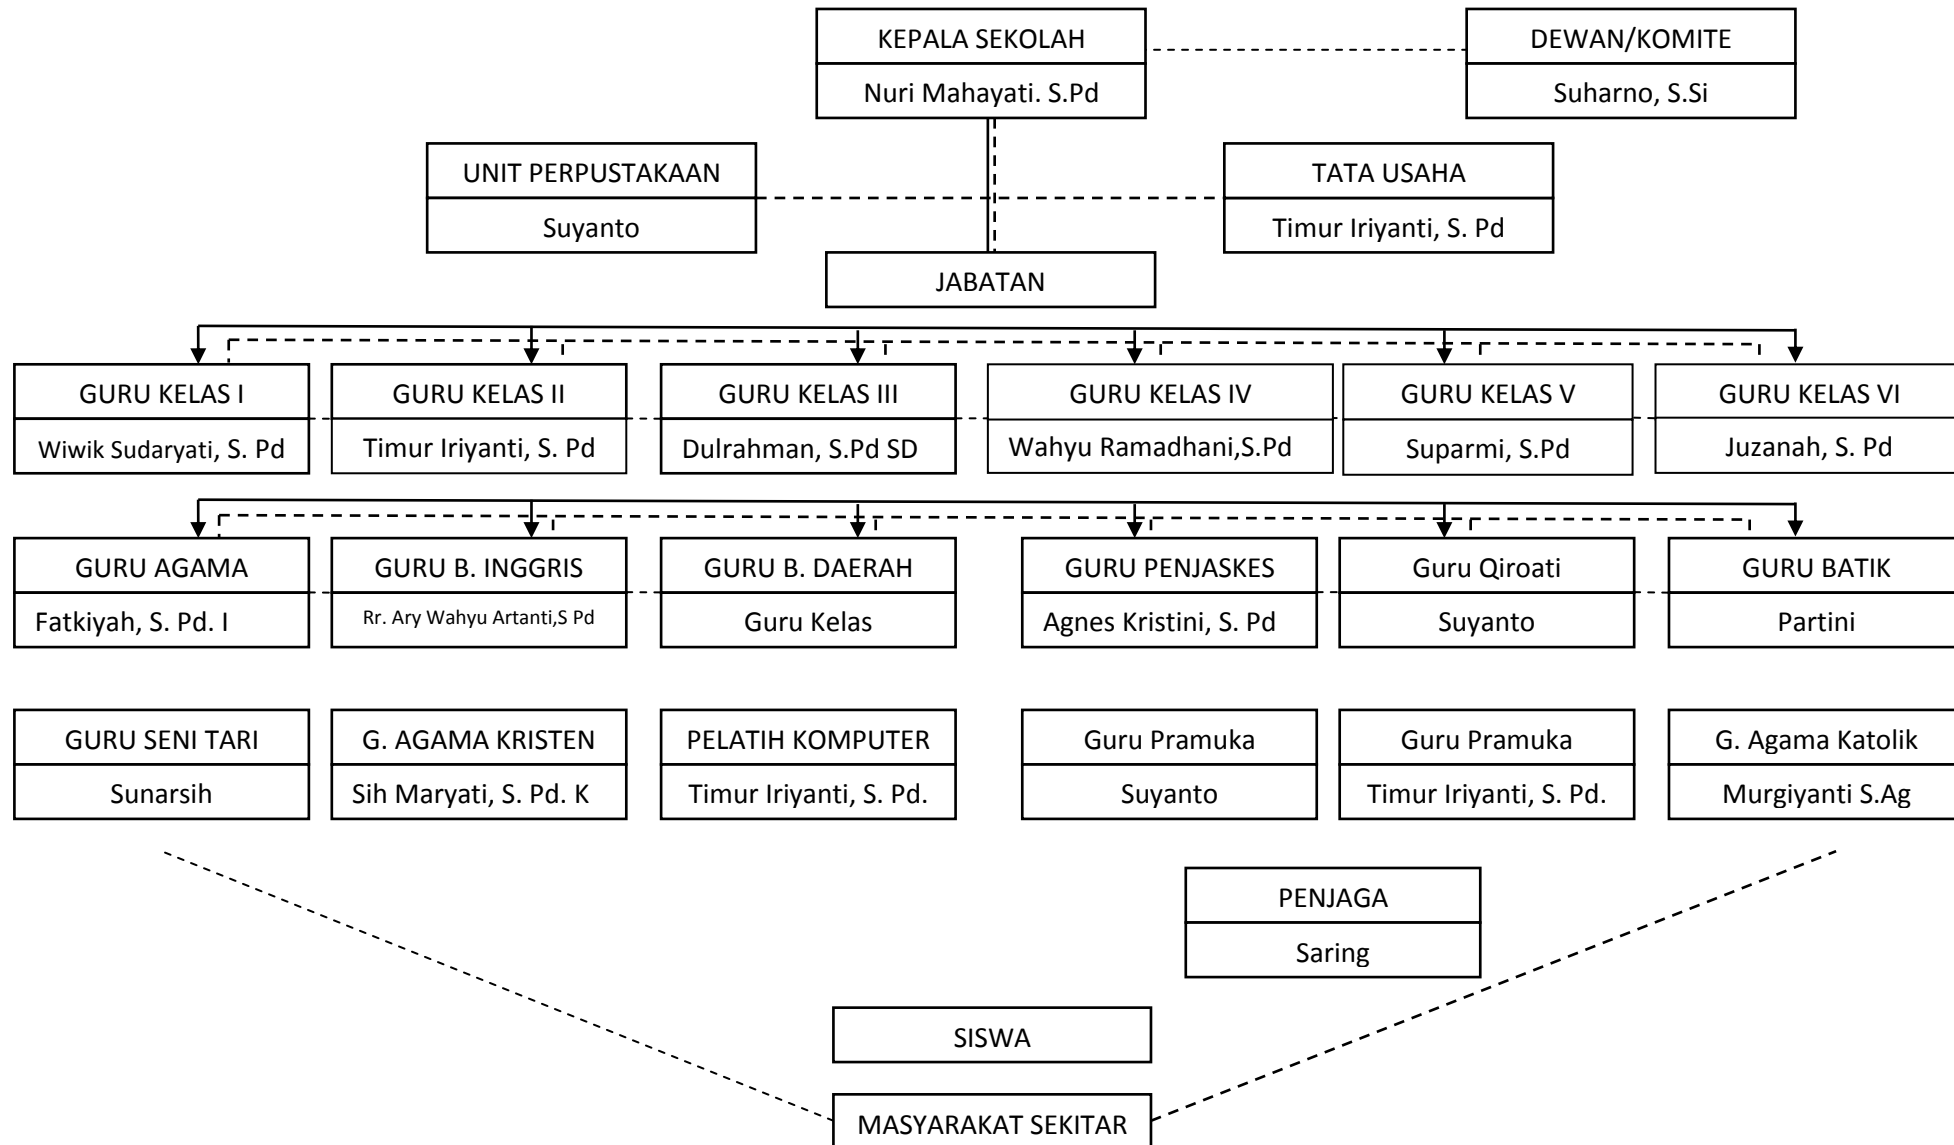 KEPALA SEKOLAH
Nuri Mahayati. S.Pd
DEWAN/KOMITE
Suharno, S.Si
UNIT PERPUSTAKAAN
Suyanto
TATA USAHA
Timur Iriyanti, S. Pd
JABATAN
GURU KELAS I
Wiwik Sudaryati, S. Pd
GURU KELAS II
Timur Iriyanti, S. Pd
GURU KELAS III
Dulrahman, S.Pd SD
GURU KELAS IV
Wahyu Ramadhani,S.Pd
GURU KELAS V
Suparmi, S.Pd
GURU KELAS VI
Juzanah, S. Pd
GURU AGAMA
Fatkiyah, S. Pd. I
GURU B. INGGRIS
Rr. Ary Wahyu Artanti,S Pd
GURU B. DAERAH
Guru Kelas
GURU PENJASKES
Agnes Kristini, S. Pd
Guru Qiroati
Suyanto
GURU BATIK
Partini
GURU SENI TARI
Sunarsih
G. AGAMA KRISTEN
Sih Maryati, S. Pd. K
PELATIH KOMPUTER
Timur Iriyanti, S. Pd.
Guru Pramuka
Suyanto
Guru Pramuka
Timur Iriyanti, S. Pd.
G. Agama Katolik
Murgiyanti S.Ag
PENJAGA
Saring
SISWA
MASYARAKAT SEKITAR